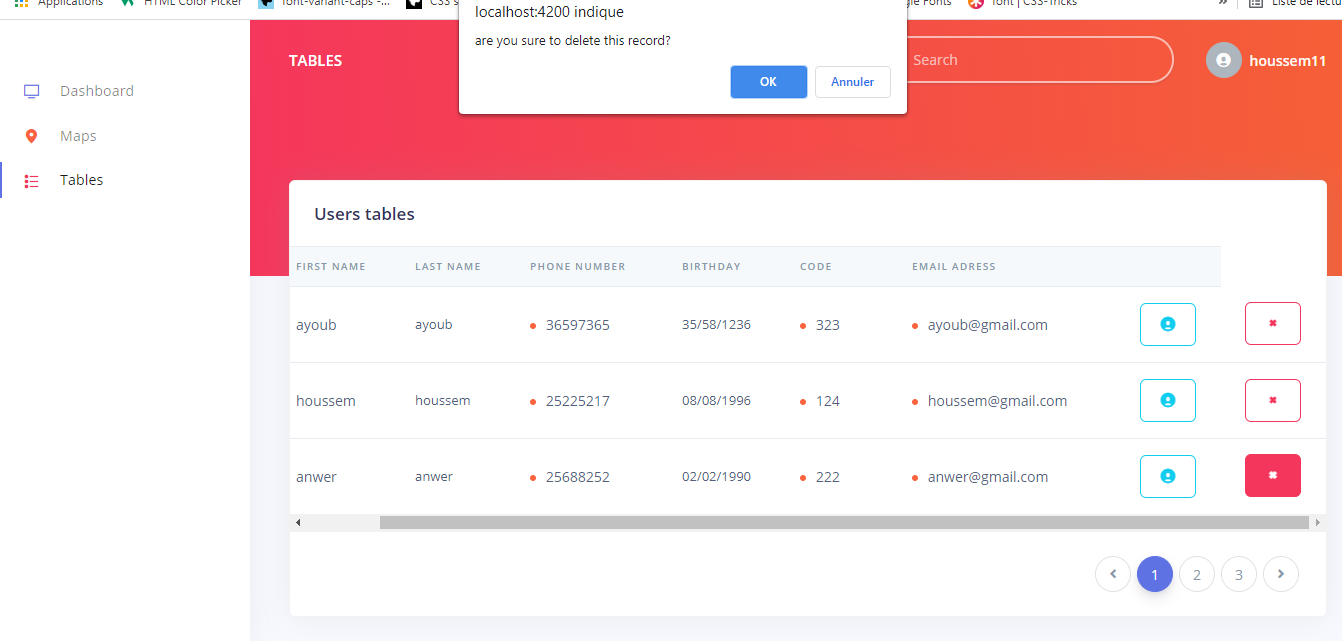 Applications
HTML Color Picker
font-variant-caps -...
CSS s
gle Fonts
font | CSS-Tricks
»
Liste de lectu
localhost:4200 indique
are you sure to delete this record?
OK
Annuler
TABLES
Search
houssem11
Dashboard
Maps
Tables
Users tables
FIRST NAME LAST NAME PHONE NUMBER BIRTHDAY CODE EMAIL ADRESS
ayoub ayoub 36597365 35/58/1236 323 ayoub@gmail.com
houssem houssem 25225217 08/08/1996 124 houssem@gmail.com
anwer anwer 25688252 02/02/1990 222 anwer@gmail.com
1 2 3